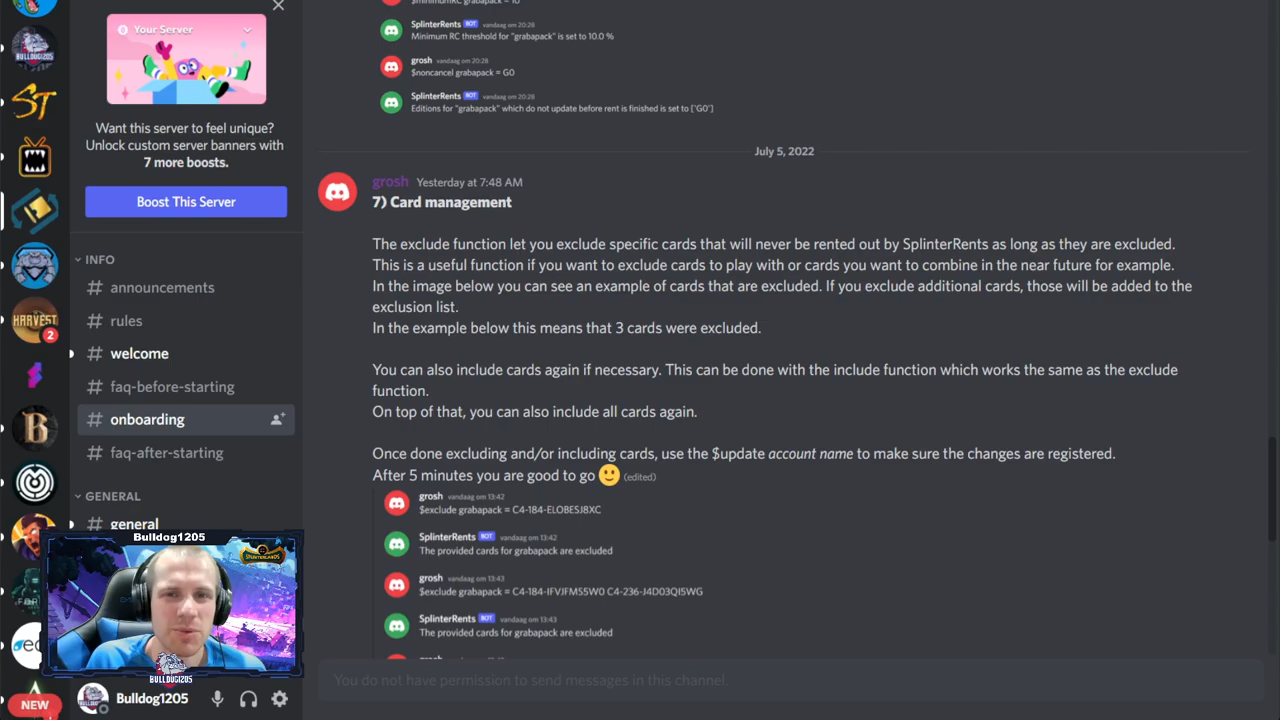 Your Server
Want this server to feel unique?
Unlock custom server banners with
7 more boosts.
Boost This Server
INFO
announcements
rules
welcome
faq-before-starting
onboarding
faq-after-starting
GENERAL
general
BULLDOG1205
ST
HARVEST
2
B
NEW
Bulldog1205
SPLINTERLANDS
BULLDOG1205
Bulldog1205
SplinterRents BOT vandaag om 20:28
Minimum RC threshold for "grabapack" is set to 10.0 %
grosh vandaag om 20:28
$noncancel grabapack = G0
SplinterRents BOT vandaag om 20:28
Editions for "grabapack" which do not update before rent is finished is set to ['G0']
July 5, 2022
grosh Yesterday at 7:48 AM
7) Card management
The exclude function let you exclude specific cards that will never be rented out by SplinterRents as long as they are excluded.
This is a useful function if you want to exclude cards to play with or cards you want to combine in the near future for example.
In the image below you can see an example of cards that are excluded. If you exclude additional cards, those will be added to the
exclusion list.
In the example below this means that 3 cards were excluded.
You can also include cards again if necessary. This can be done with the include function which works the same as the exclude
function.
On top of that, you can also include all cards again.
Once done excluding and/or including cards, use the $update account name to make sure the changes are registered.
After 5 minutes you are good to go (edited)
grosh vandaag om 13:42
$exclude grabapack = C4-184-ELOBESJ8XC
SplinterRents BOT vandaag om 13:42
The provided cards for grabapack are excluded
grosh vandaag om 13:43
$exclude grabapack = C4-184-IFVJFMS5W0 C4-236-J4D03QI5WG
SplinterRents BOT vandaag om 13:43
The provided cards for grabapack are excluded
You do not have permission to send messages in this channel.